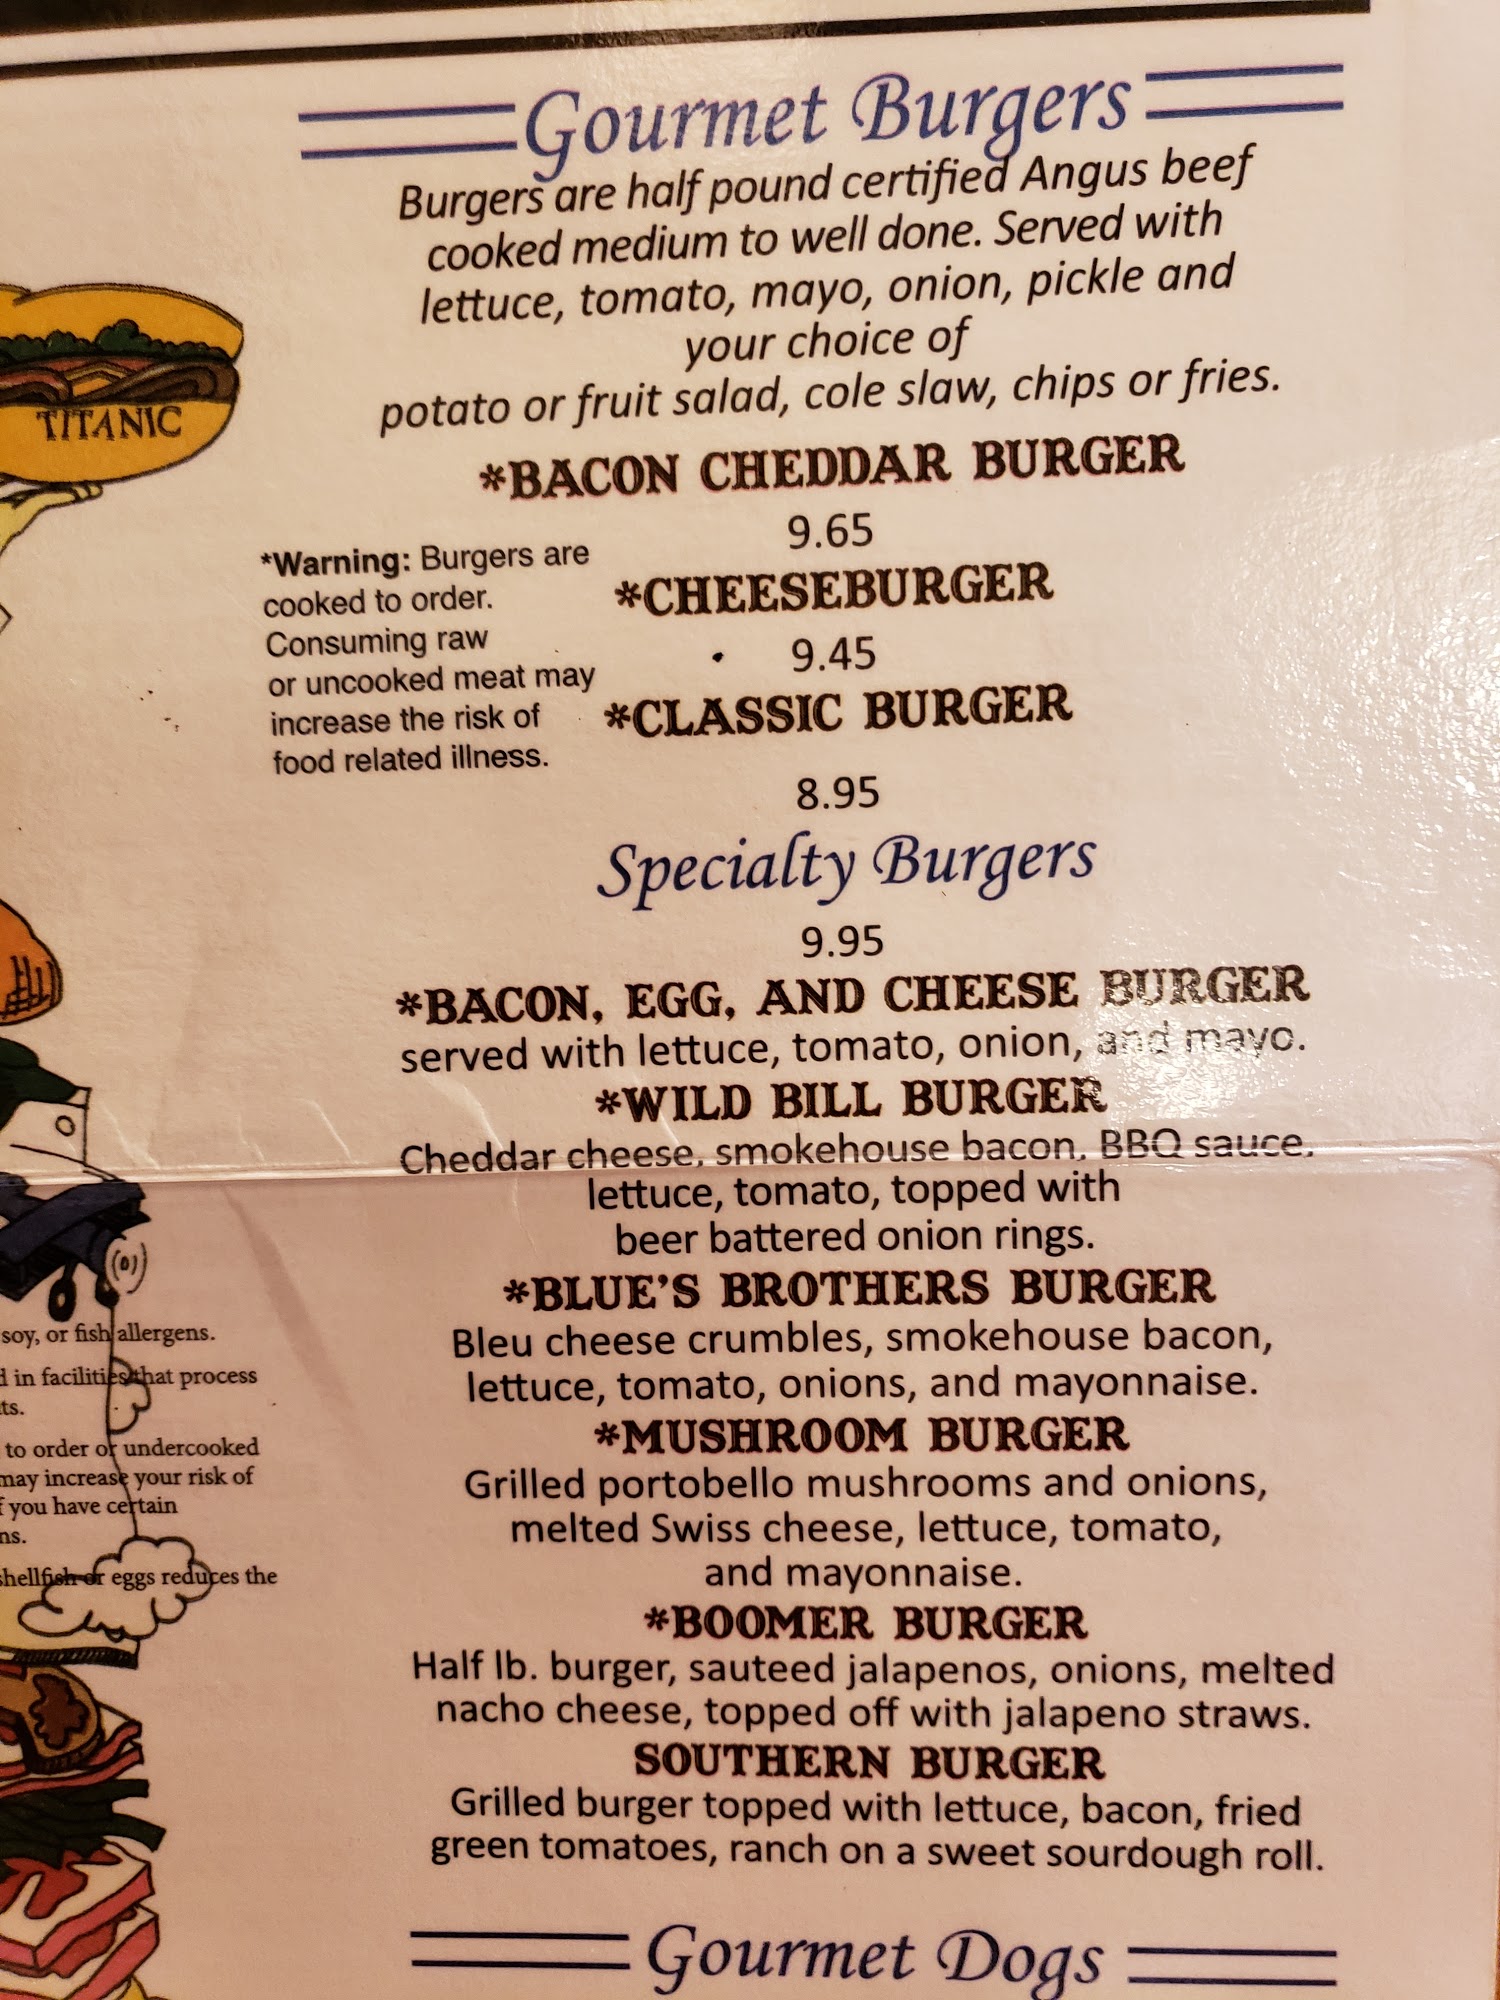 Gourmet Burgers
Burgers are half pound certified Angus beef
cooked medium to well done. Served with
lettuce, tomato, mayo, onion, pickle and
your choice of
potato or fruit salad, cole slaw, chips or fries.
*BACON CHEDDAR BURGER
9.65
*CHEESEBURGER
9.45
*CLASSIC BURGER
8.95
*Warning: Burgers are
cooked to order.
Consuming raw
or uncooked meat may
increase the risk of
food related illness.
TITANIC
Specialty Burgers
9.95
*BACON, EGG, AND CHEESE BURGER
served with lettuce, tomato, onion, and mayo.
*WILD BILL BURGER
Cheddar cheese, smokehouse bacon, BBQ sauce,
lettuce, tomato, topped with
beer battered onion rings.
*BLUE'S BROTHERS BURGER
Bleu cheese crumbles, smokehouse bacon,
lettuce, tomato, onions, and mayonnaise.
*MUSHROOM BURGER
Grilled portobello mushrooms and onions,
melted Swiss cheese, lettuce, tomato,
and mayonnaise.
*BOOMER BURGER
Half lb. burger, sauteed jalapenos, onions, melted
nacho cheese, topped off with jalapeno straws.
SOUTHERN BURGER
Grilled burger topped with lettuce, bacon, fried
green tomatoes, ranch on a sweet sourdough roll.
Gourmet Dogs
soy, or fish allergens.
in facilities that process
to order or undercooked
may increase your risk of
you have certain
shellfish or eggs reduces the